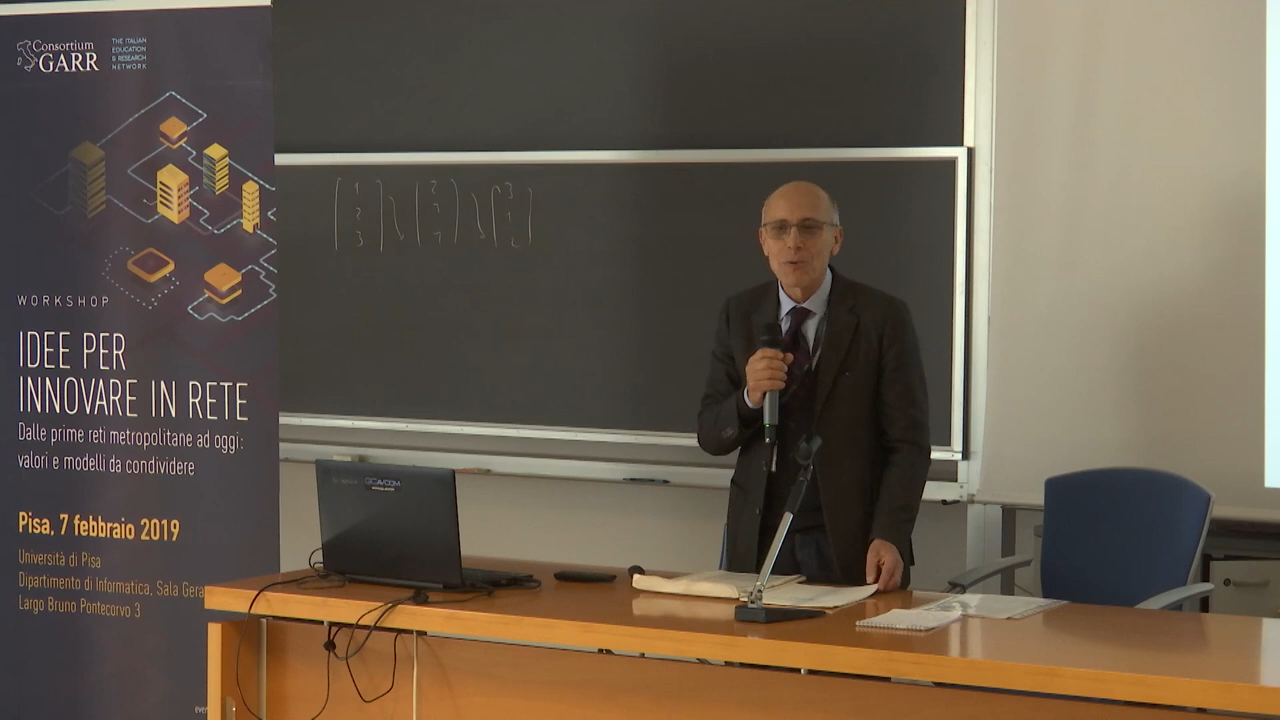 Consortium
GARR
THE ITALIAN
EDUCATION
& RESEARCH
NETWORK
WORKSHOP
IDEE PER
INNOVARE IN RETE
Dalle prime reti metropolitane ad oggi:
valori e modelli da condividere
Pisa, 7 febbraio 2019
Università di Pisa
Dipartimento di Informatica, Sala Gera
Largo Bruno Pontecorvo 3